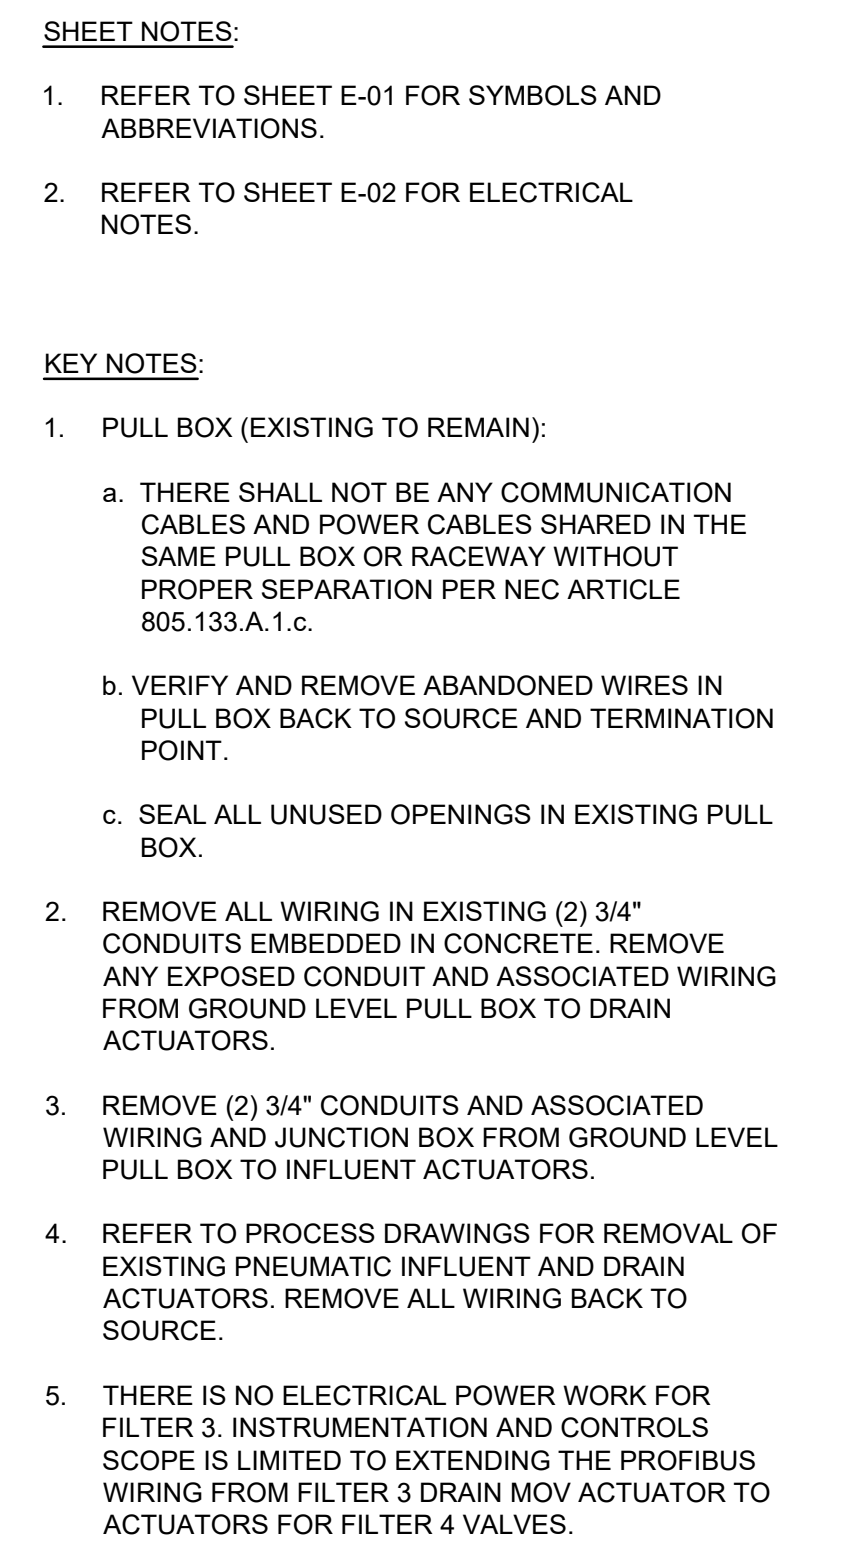 SHEET NOTES:
1. REFER TO SHEET E-01 FOR SYMBOLS AND
ABBREVIATIONS.
2. REFER TO SHEET E-02 FOR ELECTRICAL
NOTES.
KEY NOTES:
1. PULL BOX (EXISTING TO REMAIN):
a. THERE SHALL NOT BE ANY COMMUNICATION
CABLES AND POWER CABLES SHARED IN THE
SAME PULL BOX OR RACEWAY WITHOUT
PROPER SEPARATION PER NEC ARTICLE
805.133.A.1.c.
b. VERIFY AND REMOVE ABANDONED WIRES IN
PULL BOX BACK TO SOURCE AND TERMINATION
POINT.
c. SEAL ALL UNUSED OPENINGS IN EXISTING PULL
BOX.
2. REMOVE ALL WIRING IN EXISTING (2) 3/4"
CONDUITS EMBEDDED IN CONCRETE. REMOVE
ANY EXPOSED CONDUIT AND ASSOCIATED WIRING
FROM GROUND LEVEL PULL BOX TO DRAIN
ACTUATORS.
3. REMOVE (2) 3/4" CONDUITS AND ASSOCIATED
WIRING AND JUNCTION BOX FROM GROUND LEVEL
PULL BOX TO INFLUENT ACTUATORS.
4. REFER TO PROCESS DRAWINGS FOR REMOVAL OF
EXISTING PNEUMATIC INFLUENT AND DRAIN
ACTUATORS. REMOVE ALL WIRING BACK TO
SOURCE.
5. THERE IS NO ELECTRICAL POWER WORK FOR
FILTER 3. INSTRUMENTATION AND CONTROLS
SCOPE IS LIMITED TO EXTENDING THE PROFIBUS
WIRING FROM FILTER 3 DRAIN MOV ACTUATOR TO
ACTUATORS FOR FILTER 4 VALVES.